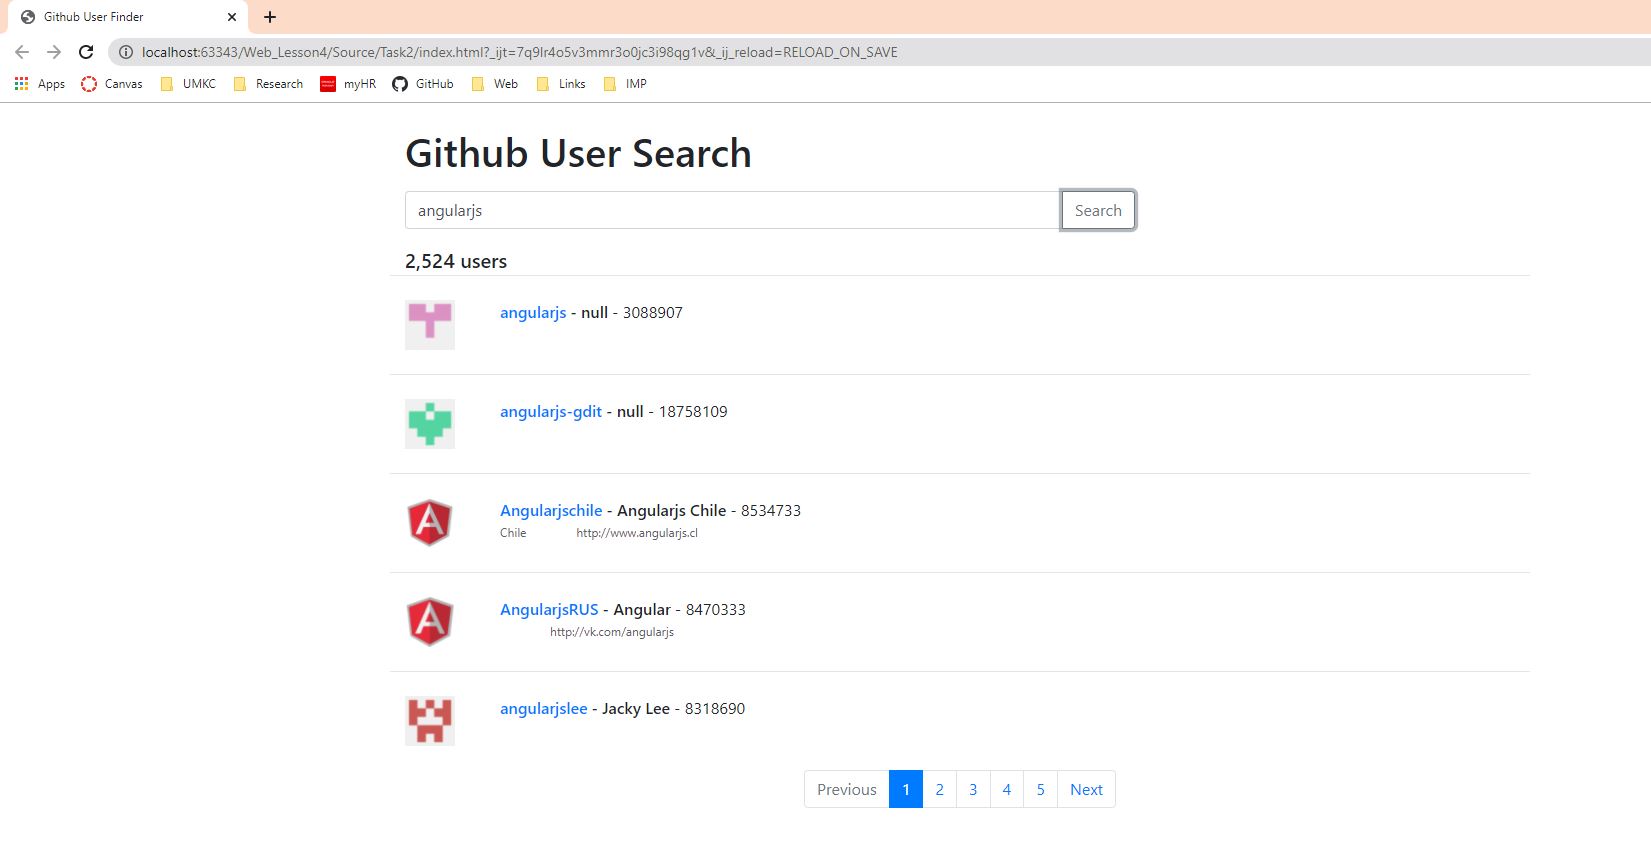 Github User Finder
localhost:63343/Web_Lesson4/Source/Task2/index.html?_ijt=7q9lr4o5v3mmr3o0jc3i98qg1v&_ij_reload=RELOAD_ON_SAVE
Apps Canvas UMKC Research myHR GitHub Web Links IMP
Github User Search
angularjs Search
2,524 users
angularjs - null - 3088907
angularjs-gdit - null - 18758109
Angularjschile - Angularjs Chile - 8534733
Chile http://www.angularjs.cl
AngularjsRUS - Angular - 8470333
http://vk.com/angularjs
angularjslee - Jacky Lee - 8318690
Previous 1 2 3 4 5 Next